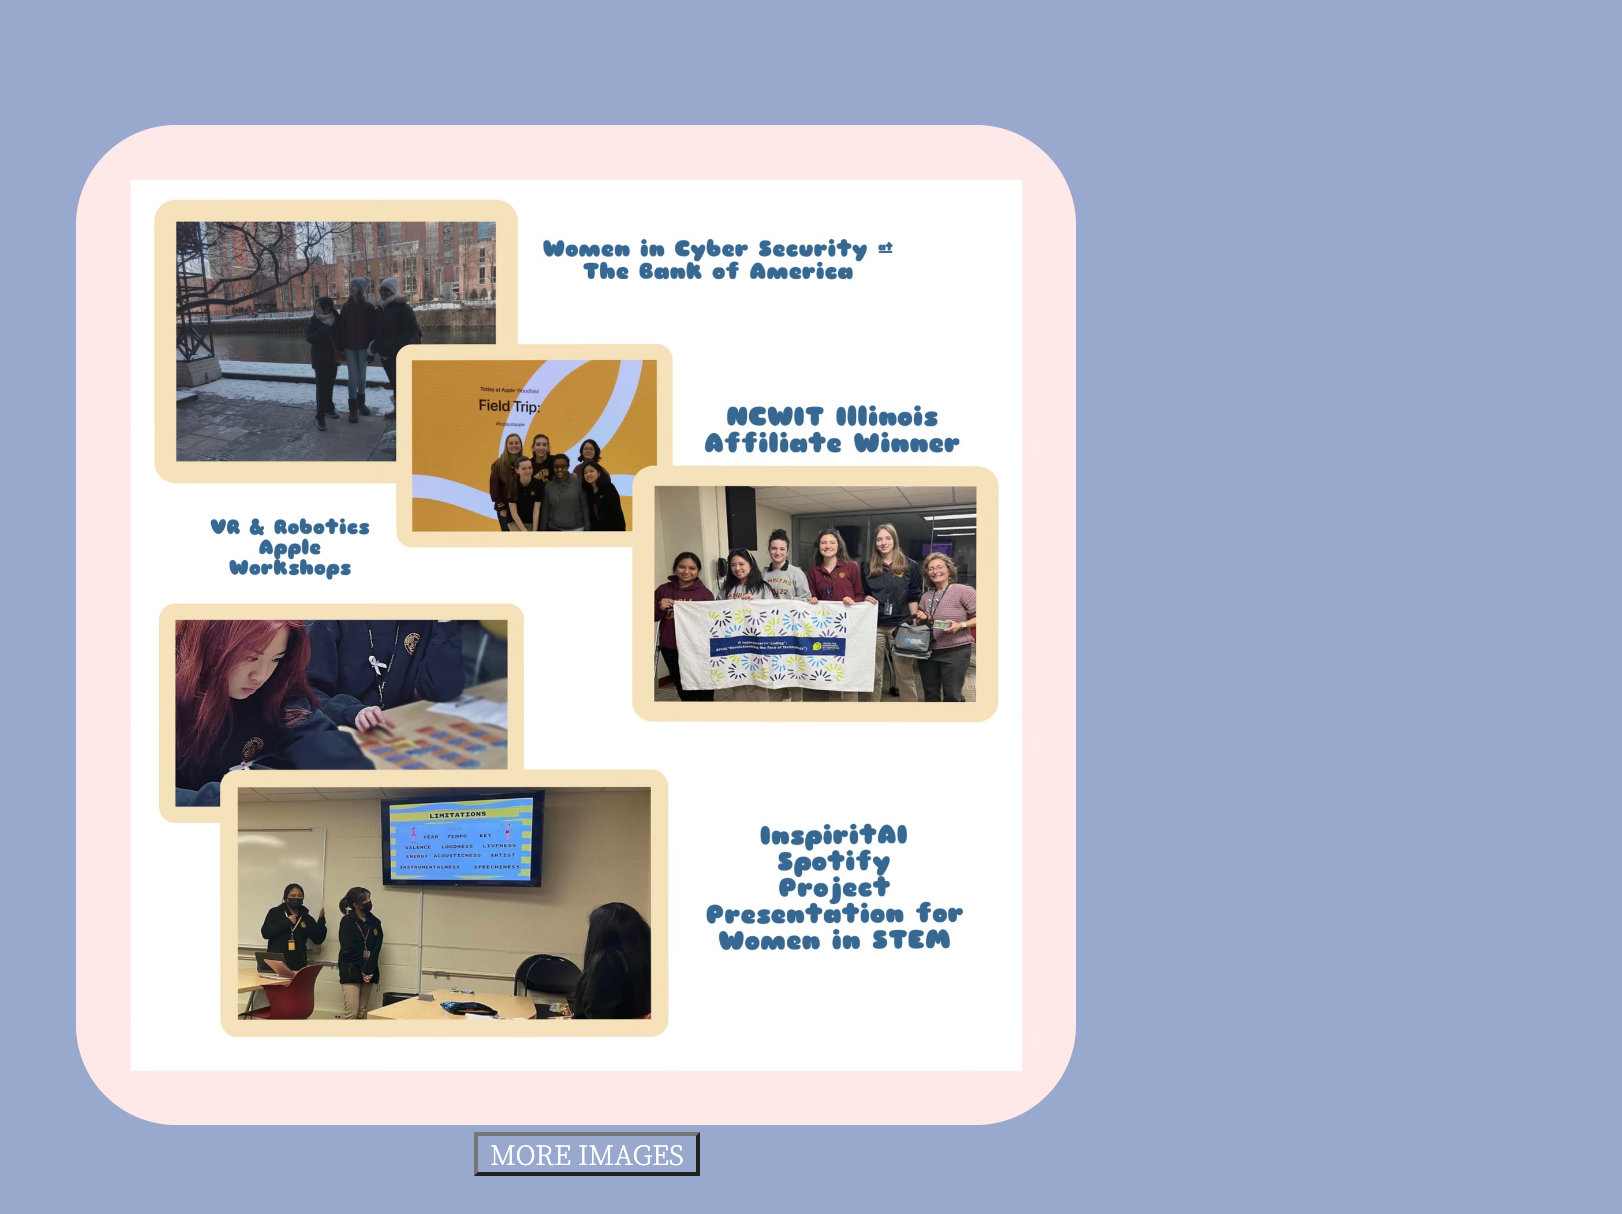 Women in Cyber Security at
The Bank of America
Today at Apple Woodfield
Field Trip:
NCWIT Illinois
Affiliate Winner
VR & Robotics
Apple
Workshops
LIMITATIONS
YEAR TEMPO KEY
VALENCE LOUDNESS LIVENESS
ENERGY ACOUSTICNESS ARTIST
INSTRUMENTALNESS SPEECHINESS
InspiritAI
Spotify
Project
Presentation for
Women in STEM
MORE IMAGES